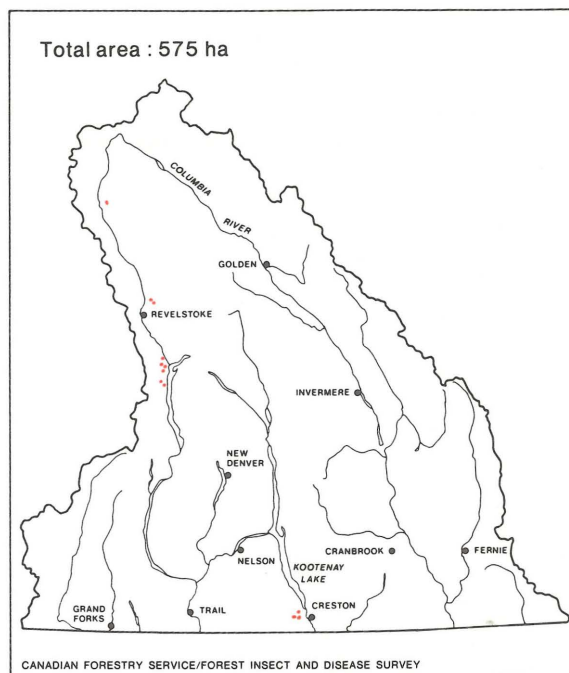 Total area : 575 ha
COLUMBIA
RIVER
GOLDEN
REVELSTOKE
INVERMERE
NEW
DENVER
NELSON
CRANBROOK
FERNIE
KOOTENAY
LAKE
GRAND
FORKS
TRAIL
CRESTON
CANADIAN FORESTRY SERVICE/FOREST INSECT AND DISEASE SURVEY